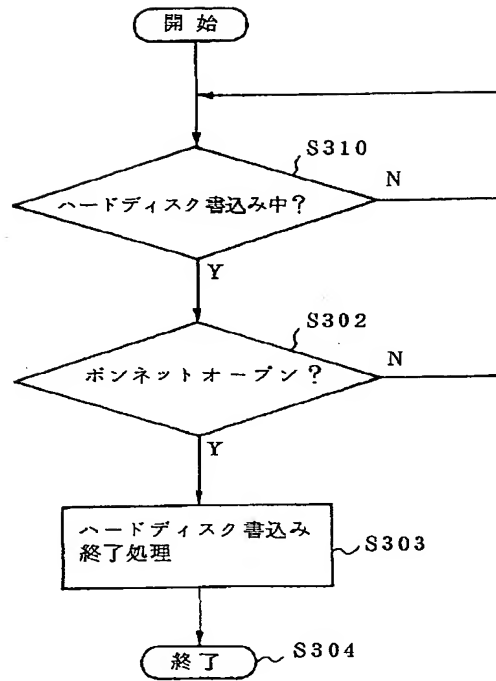 開始
S310
ハードディスク書込み中?
N
Y
S302
ボンネットオープン?
N
Y
ハードディスク書込み
終了処理
S303
終了
S304